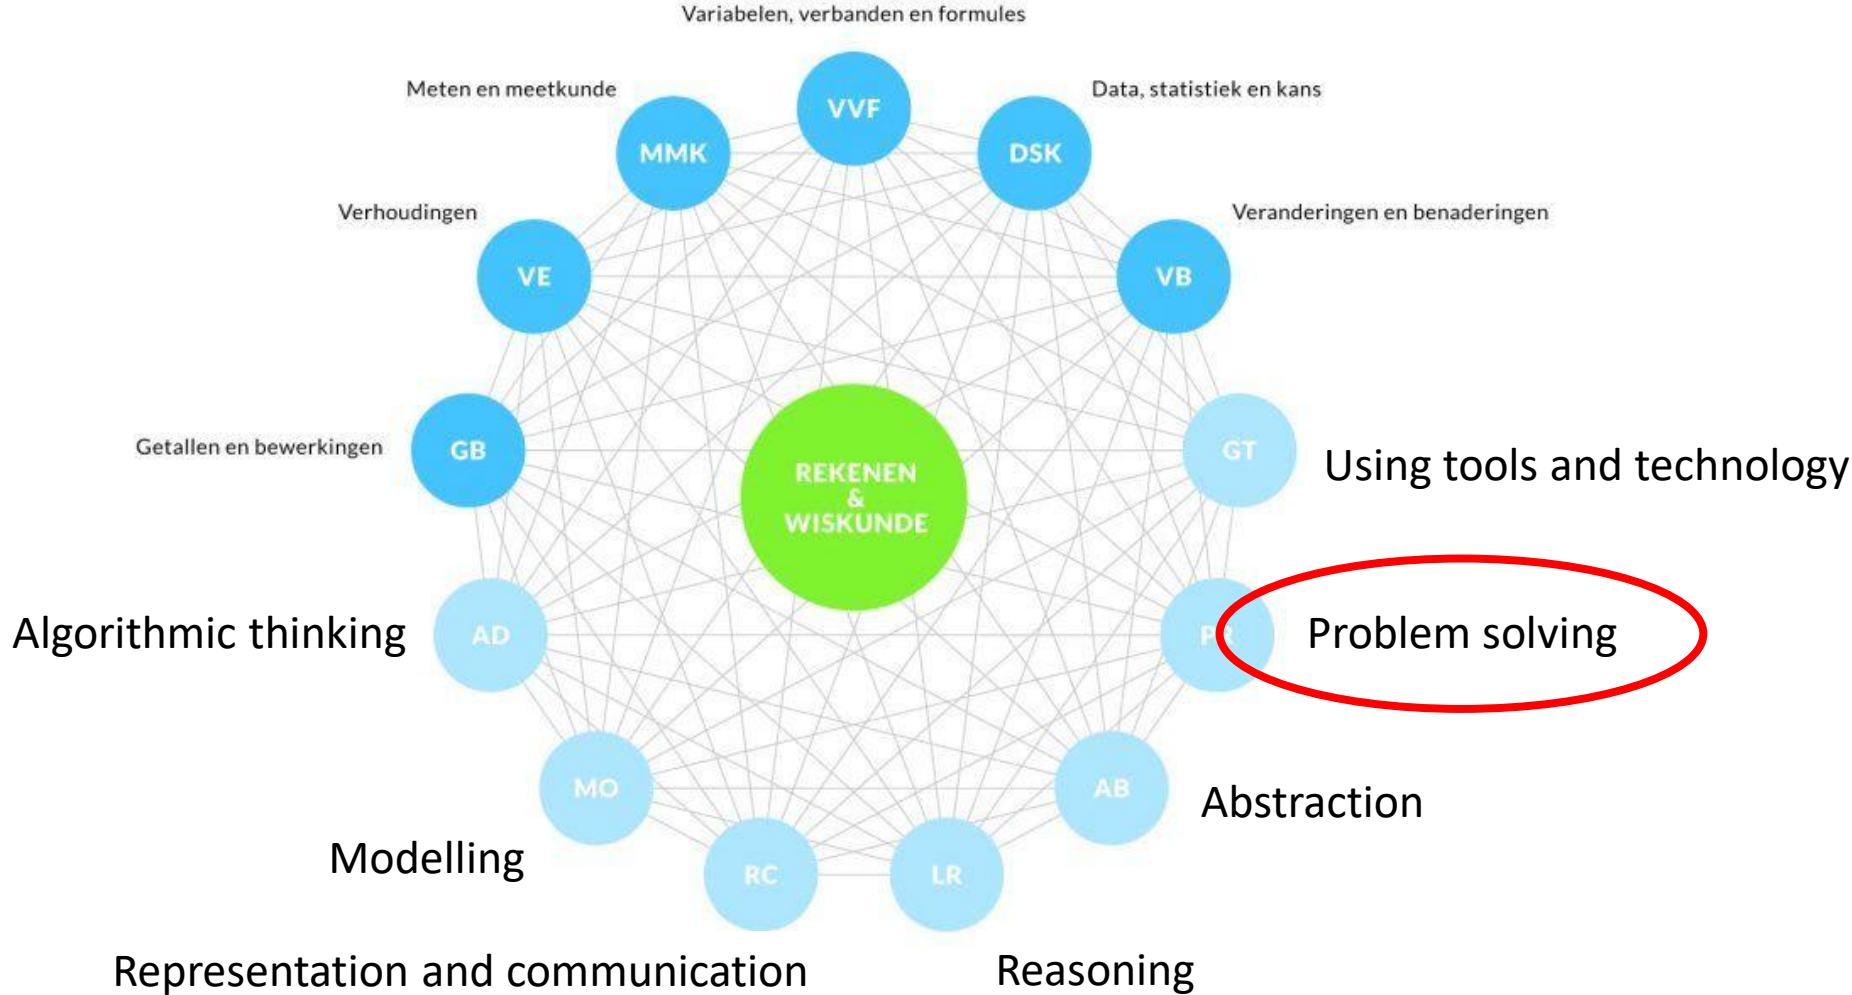 Variabelen, verbanden en formules
Meten en meetkunde
Data, statistiek en kans
VVF
MMK
DSK
Verhoudingen
Veranderingen en benaderingen
VE
VB
Getallen en bewerkingen
GB
GT
Using tools and technology
REKENEN
&
WISKUNDE
Algorithmic thinking
AD
PR
Problem solving
MO
AB
Abstraction
Modelling
RC
LR
Representation and communication
Reasoning